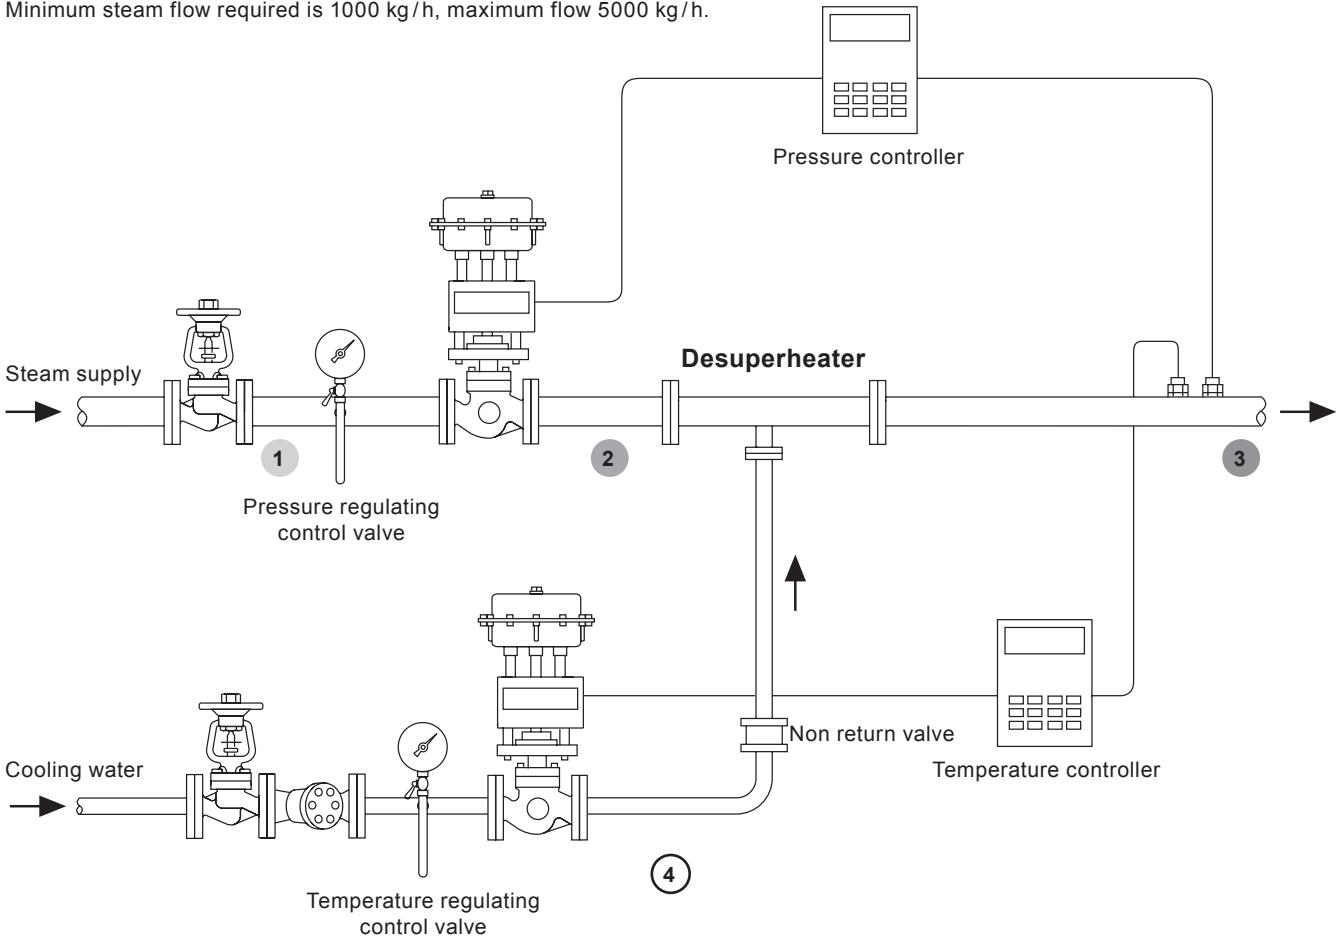 Minimum steam flow required is 1000 kg/h, maximum flow 5000 kg/h.
Pressure controller
Desuperheater
Steam supply
1
2
3
Pressure regulating
control valve
Non return valve
Cooling water
Temperature controller
4
Temperature regulating
control valve